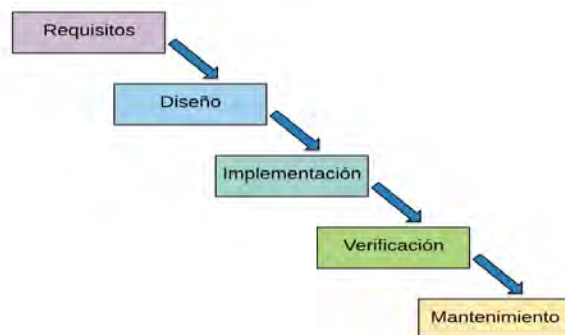 Requisitos
Diseño
Implementación
Verificación
Mantenimiento